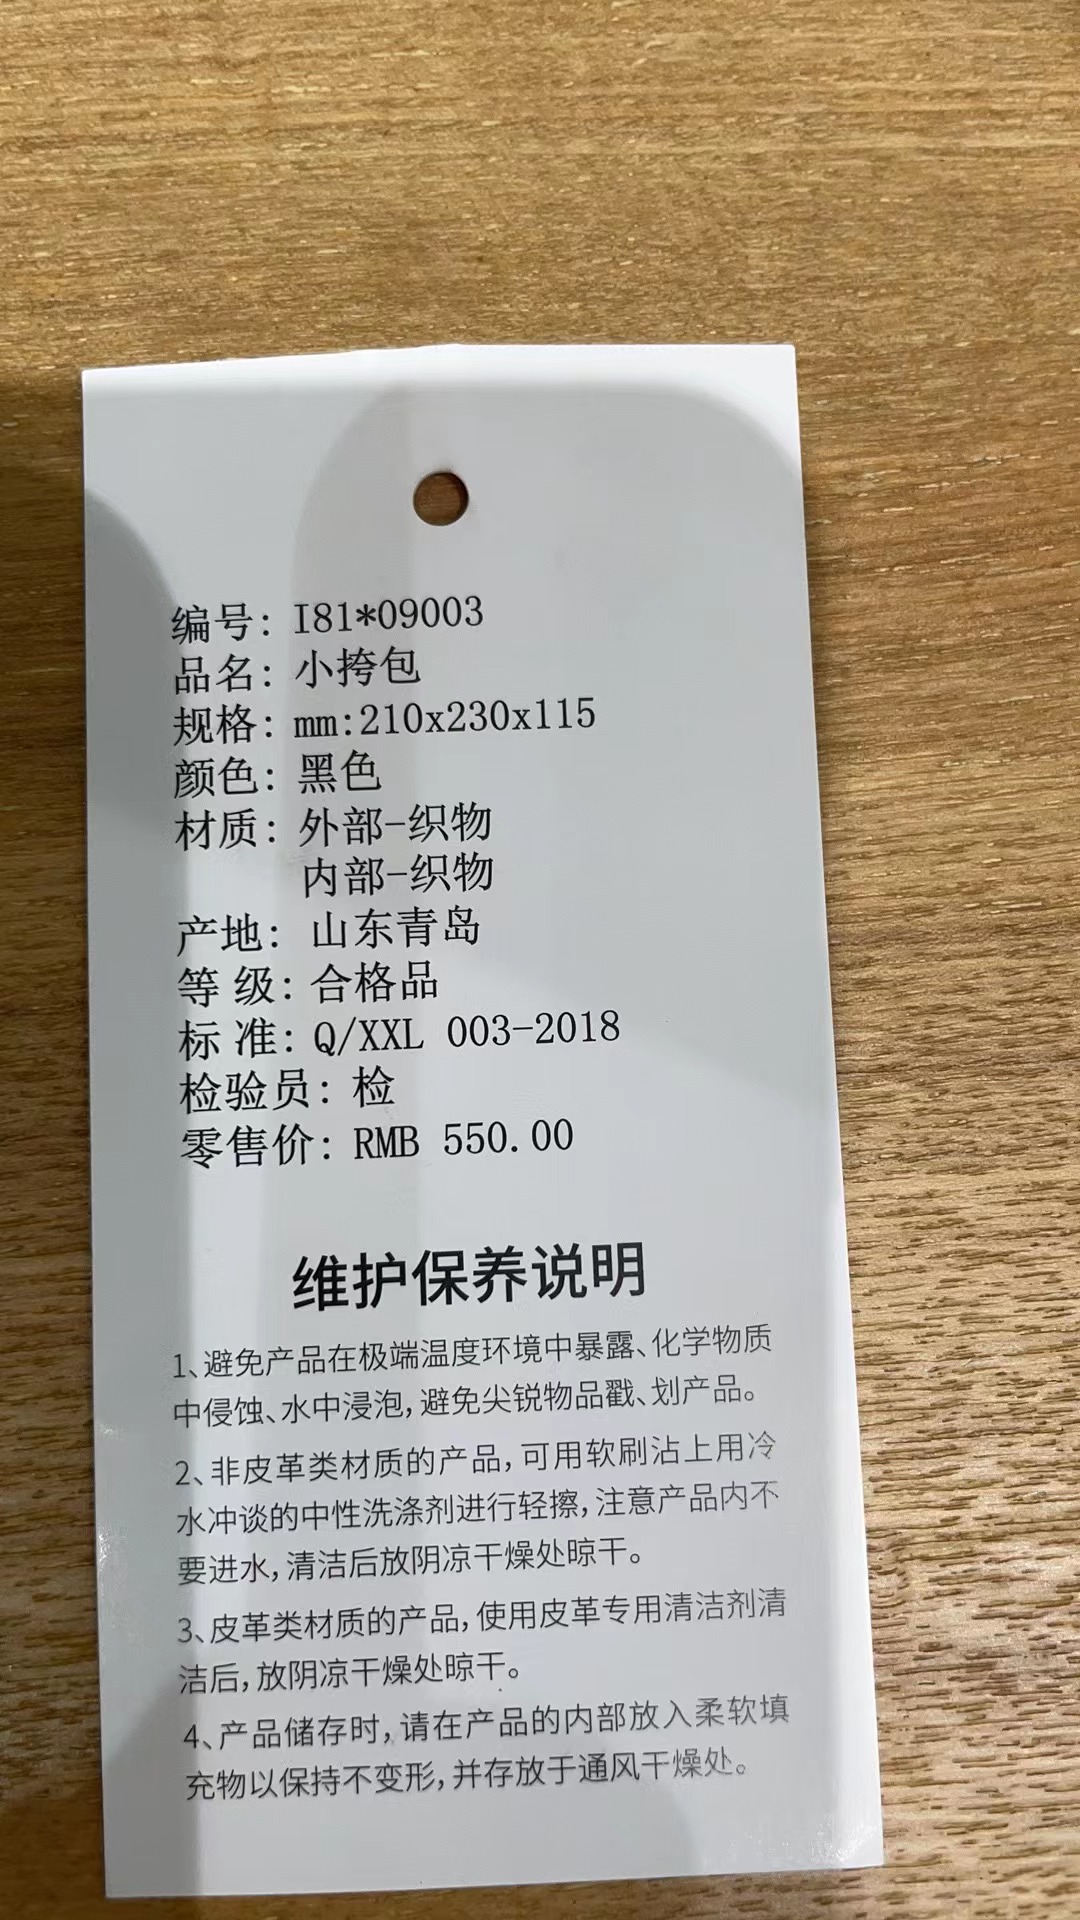 编号：I81*09003
品名：小挎包
规格：mm:210x230x115
颜色：黑色
材质：外部-织物
内部-织物
产地：山东青岛
等 级：合格品
标 准：Q/XXL 003-2018
检验员：检
零售价：RMB 550.00
维护保养说明
1、避免产品在极端温度环境中暴露、化学物质
中侵蚀、水中浸泡，避免尖锐物品戳、划产品。
2、非皮革类材质的产品，可用软刷沾上用冷
水冲谈的中性洗涤剂进行轻擦，注意产品内不
要进水，清洁后放阴凉干燥处晾干。
3、皮革类材质的产品，使用皮革专用清洁剂清
洁后，放阴凉干燥处晾干。
4、产品储存时，请在产品的内部放入柔软填
充物以保持不变形，并存放于通风干燥处。